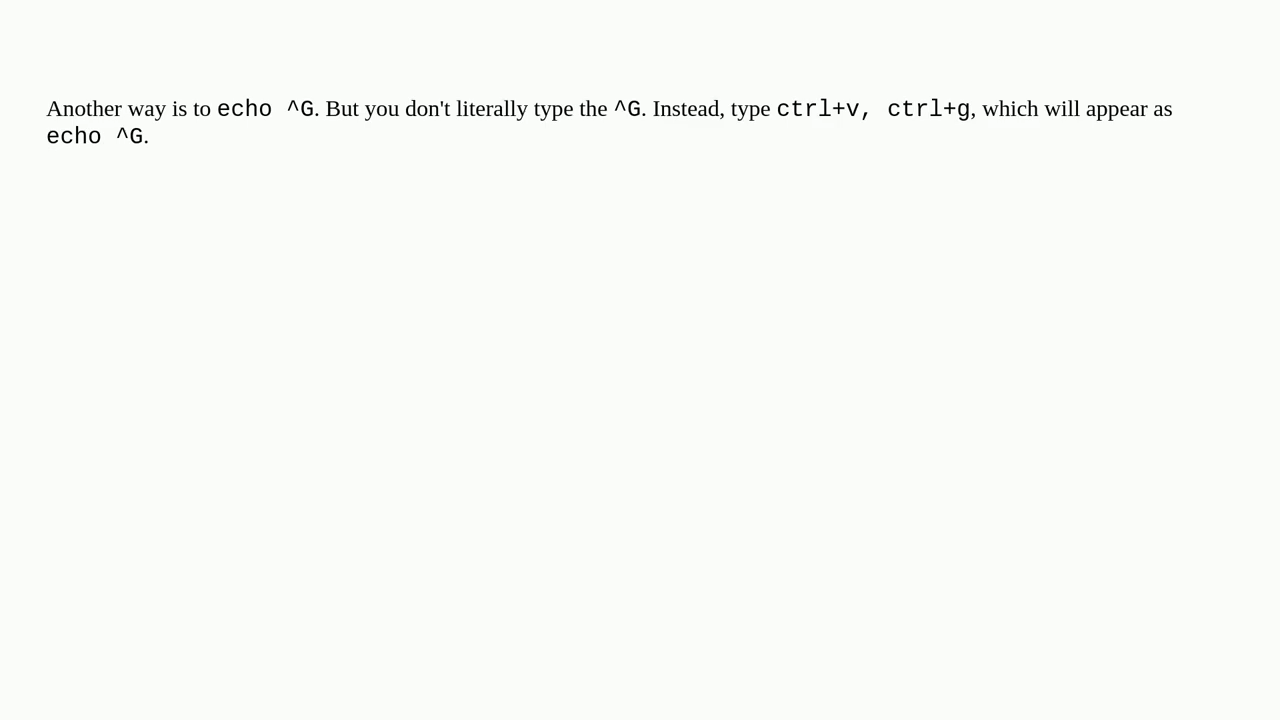 Another way is to echo ^G. But you don't literally type the ^G. Instead, type ctrl+v, ctrl+g, which will appear as
echo ^G.